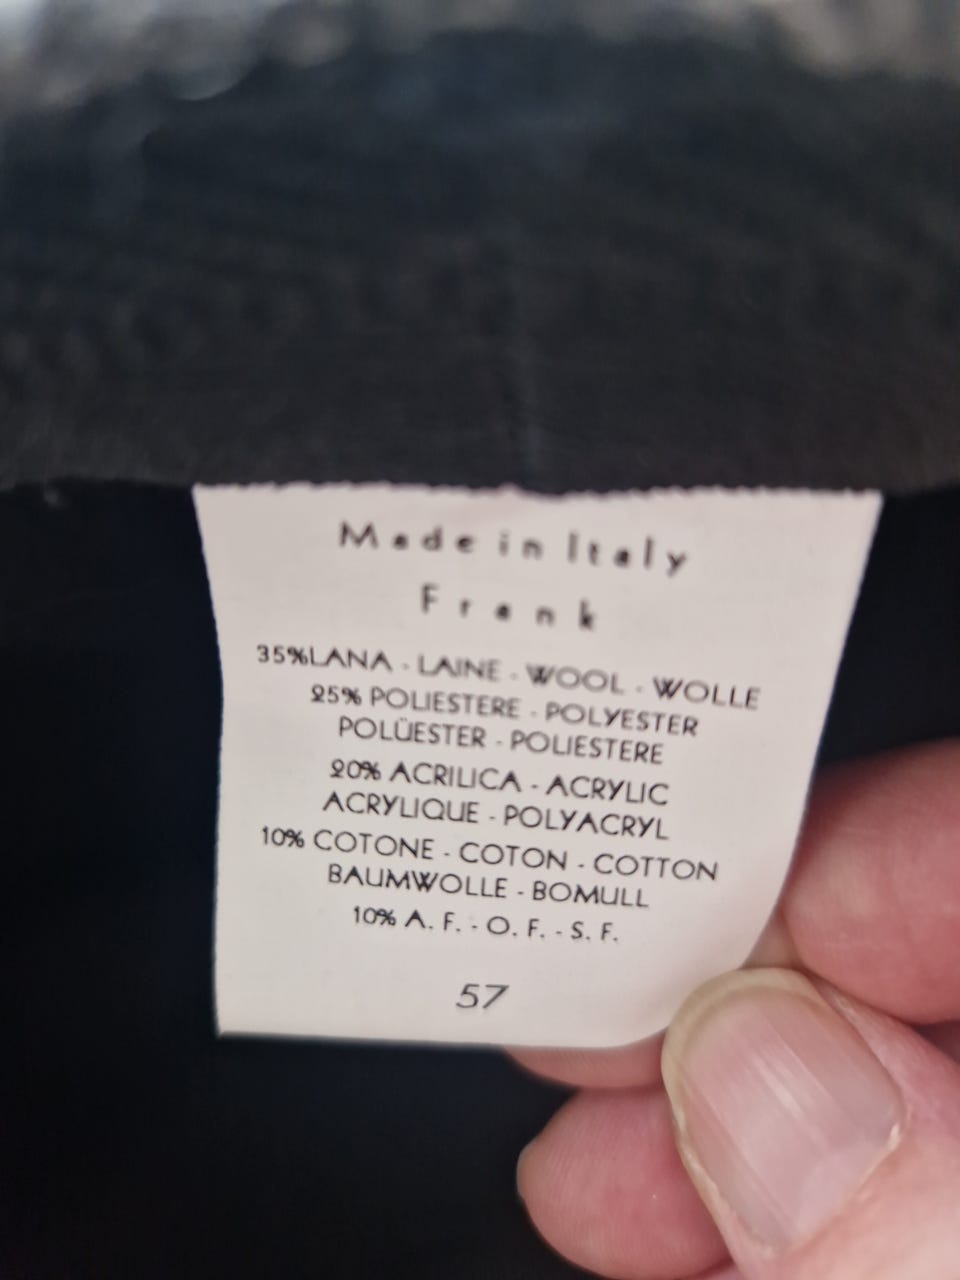 Made in Italy
Frank
35%LANA - LAINE - WOOL - WOLLE
25% POLIESTERE - POLYESTER
POLÜESTER - POLIESTERE
20% ACRILICA - ACRYLIC
ACRYLIQUE - POLYACRYL
10% COTONE - COTON - COTTON
BAUMWOLLE - BOMULL
10% A. F. - O. F. - S. F.
57